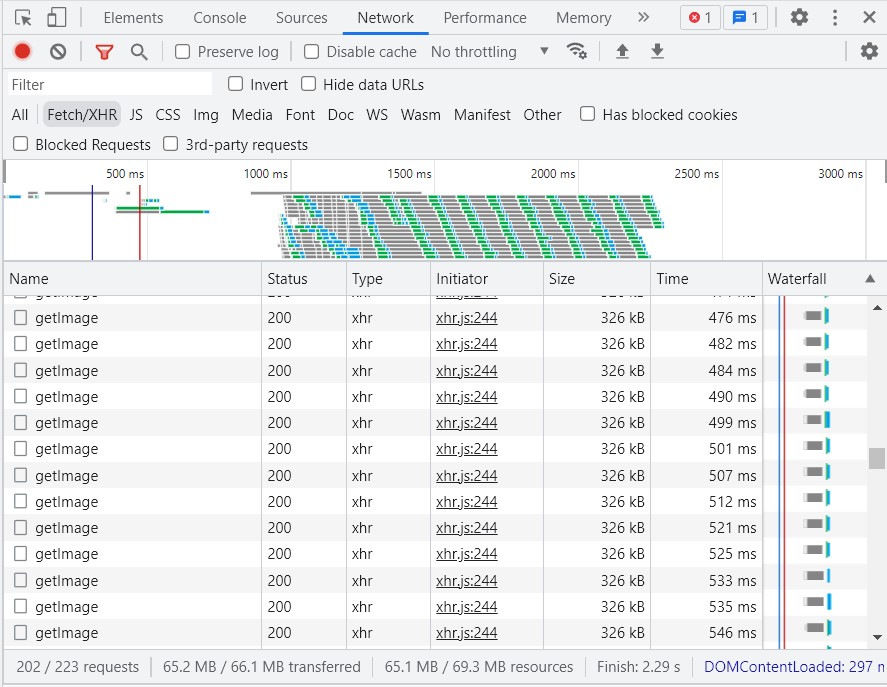 Elements Console Sources Network Performance Memory 1 1
Preserve log Disable cache No throttling
Filter Invert Hide data URLs
All Fetch/XHR JS CSS Img Media Font Doc WS Wasm Manifest Other Has blocked cookies
Blocked Requests 3rd-party requests
500 ms 1000 ms 1500 ms 2000 ms 2500 ms 3000 ms
Name Status Type Initiator Size Time Waterfall
getImage 200 xhr xhr.js:244 326 kB 476 ms
getImage 200 xhr xhr.js:244 326 kB 482 ms
getImage 200 xhr xhr.js:244 326 kB 484 ms
getImage 200 xhr xhr.js:244 326 kB 490 ms
getImage 200 xhr xhr.js:244 326 kB 499 ms
getImage 200 xhr xhr.js:244 326 kB 501 ms
getImage 200 xhr xhr.js:244 326 kB 507 ms
getImage 200 xhr xhr.js:244 326 kB 512 ms
getImage 200 xhr xhr.js:244 326 kB 521 ms
getImage 200 xhr xhr.js:244 326 kB 525 ms
getImage 200 xhr xhr.js:244 326 kB 533 ms
getImage 200 xhr xhr.js:244 326 kB 535 ms
getImage 200 xhr xhr.js:244 326 kB 546 ms
202 / 223 requests 65.2 MB / 66.1 MB transferred 65.1 MB / 69.3 MB resources Finish: 2.29 s DOMContentLoaded: 297